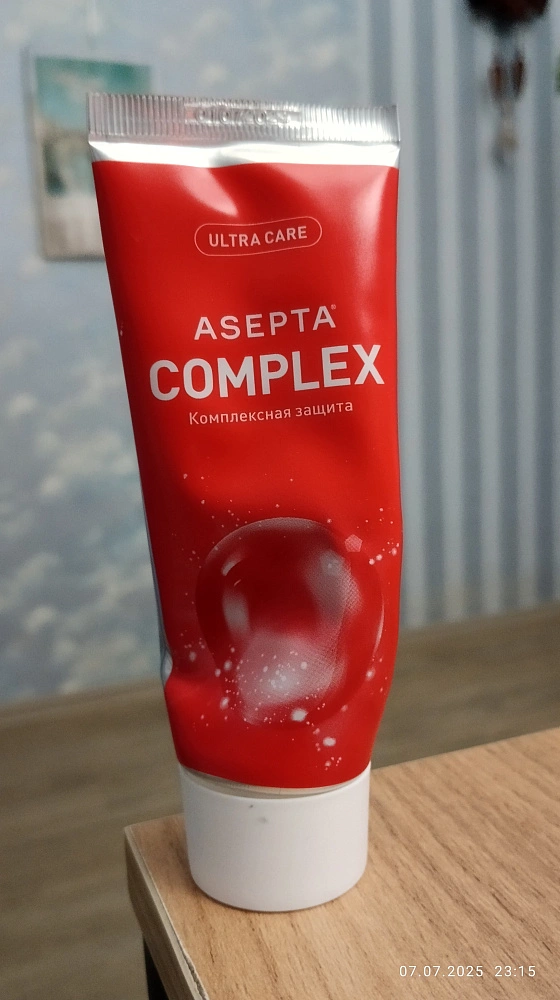 ULTRA CARE
ASEPTA®
COMPLEX
Комплексная защита
07.07.2025 23:15